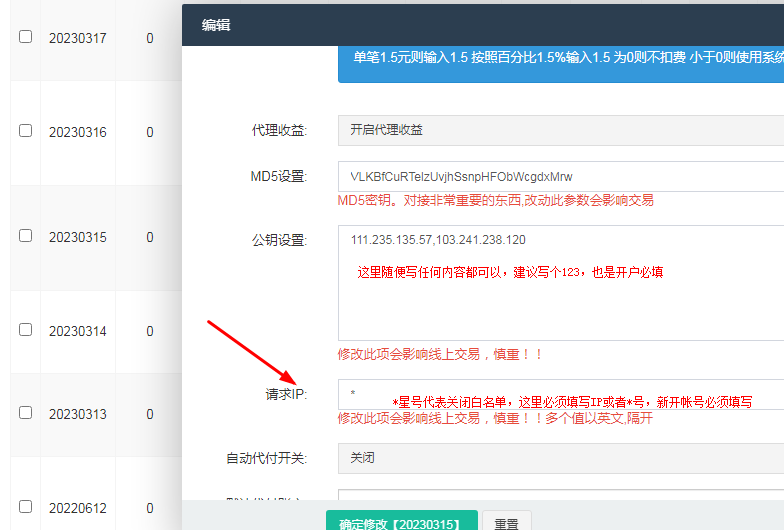 编辑
20230317 0
单笔1.5元则输入1.5 按照百分比1.5%输入1.5 为0则不扣费 小于0则使用系统
20230316 0
代理收益: 开启代理收益
MD5设置: VLKBfCuRTelzUvjhSsnpHFObWcgdxMrw
MD5密钥。对接非常重要的东西,改动此参数会影响交易
20230315 0
公钥设置: 111.235.135.57,103.241.238.120
这里随便写任何内容都可以，建议写个123，也是开户必填
20230314 0
修改此项会影响线上交易，慎重！！
请求IP: *
*星号代表关闭白名单，这里必须填写IP或者*号，新开帐号必须填写
20230313 0
修改此项会影响线上交易，慎重！！多个值以英文,隔开
自动代付开关: 关闭
20220612 0
确定修改【20230315】 重置